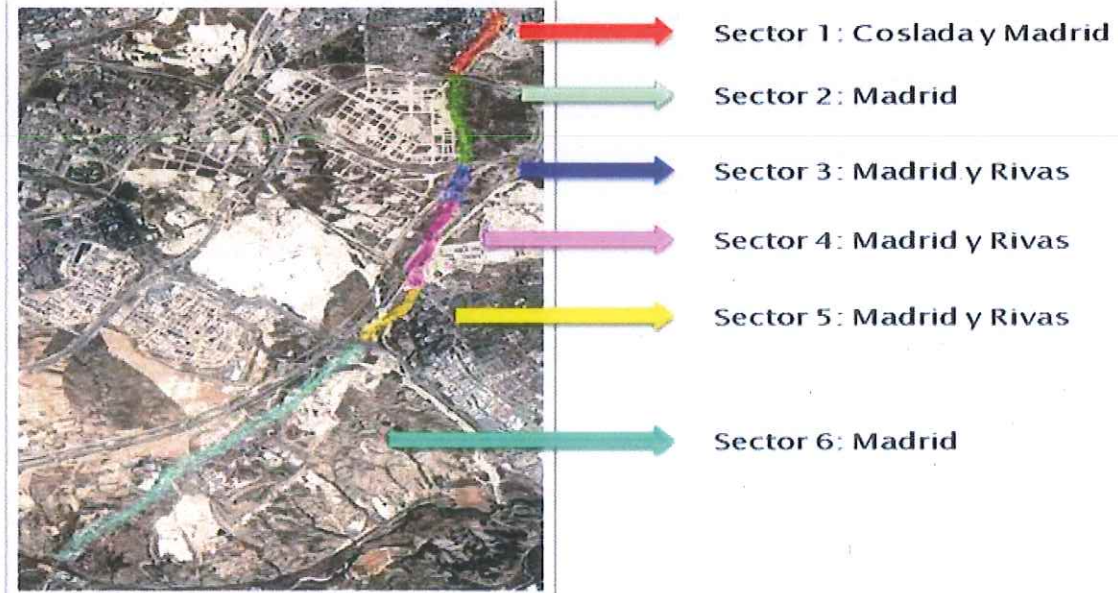 Sector 1: Coslada y Madrid
Sector 2: Madrid
Sector 3: Madrid y Rivas
Sector 4: Madrid y Rivas
Sector 5: Madrid y Rivas
Sector 6: Madrid